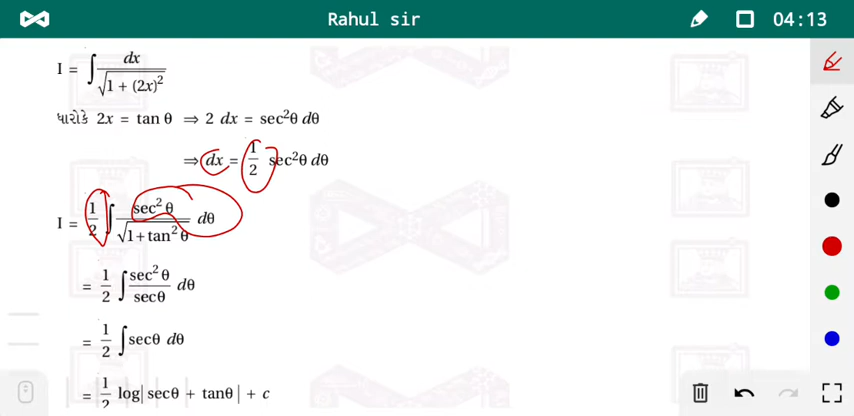 Rahul sir
04:13
I = ∫ dx / √(1 + (2x)²)
ધારોકે 2x = tan θ ⇒ 2 dx = sec²θ dθ
⇒ dx = 1/2 sec²θ dθ
I = 1/2 ∫ sec²θ / √(1+tan²θ) dθ
= 1/2 ∫ sec²θ / secθ dθ
= 1/2 ∫ secθ dθ
= 1/2 log| secθ + tanθ | + c